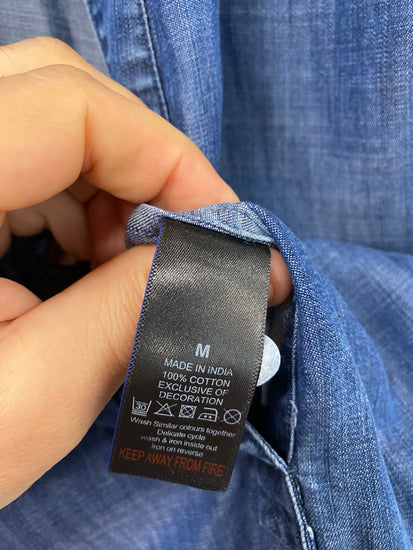 M
MADE IN INDIA
100% COTTON
EXCLUSIVE OF
DECORATION
30
Wash Similar colours together
Delicate cycle
wash & iron inside out
Iron on reverse
KEEP AWAY FROM FIRE